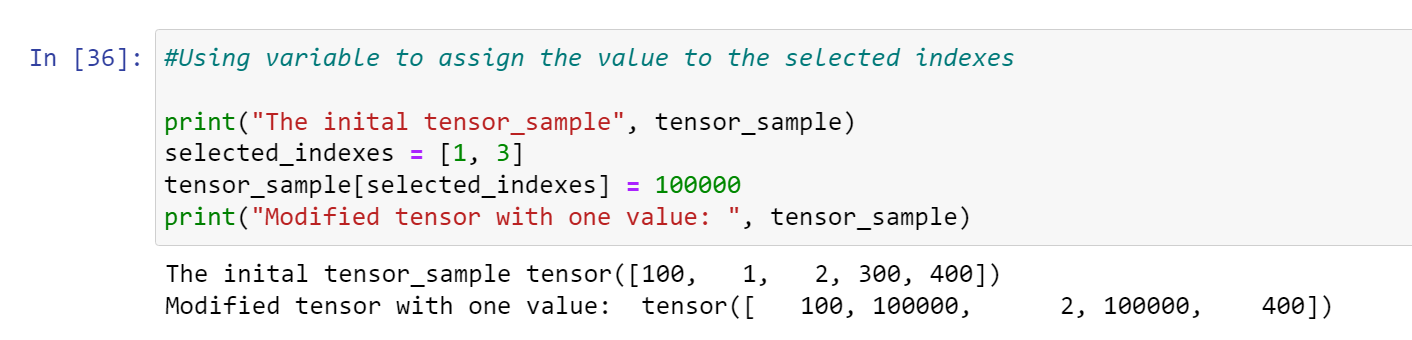 In [36]: #Using variable to assign the value to the selected indexes
print("The inital tensor_sample", tensor_sample)
selected_indexes = [1, 3]
tensor_sample[selected_indexes] = 100000
print("Modified tensor with one value: ", tensor_sample)
The inital tensor_sample tensor([100,   1,   2, 300, 400])
Modified tensor with one value:  tensor([   100, 100000,      2, 100000,    400])